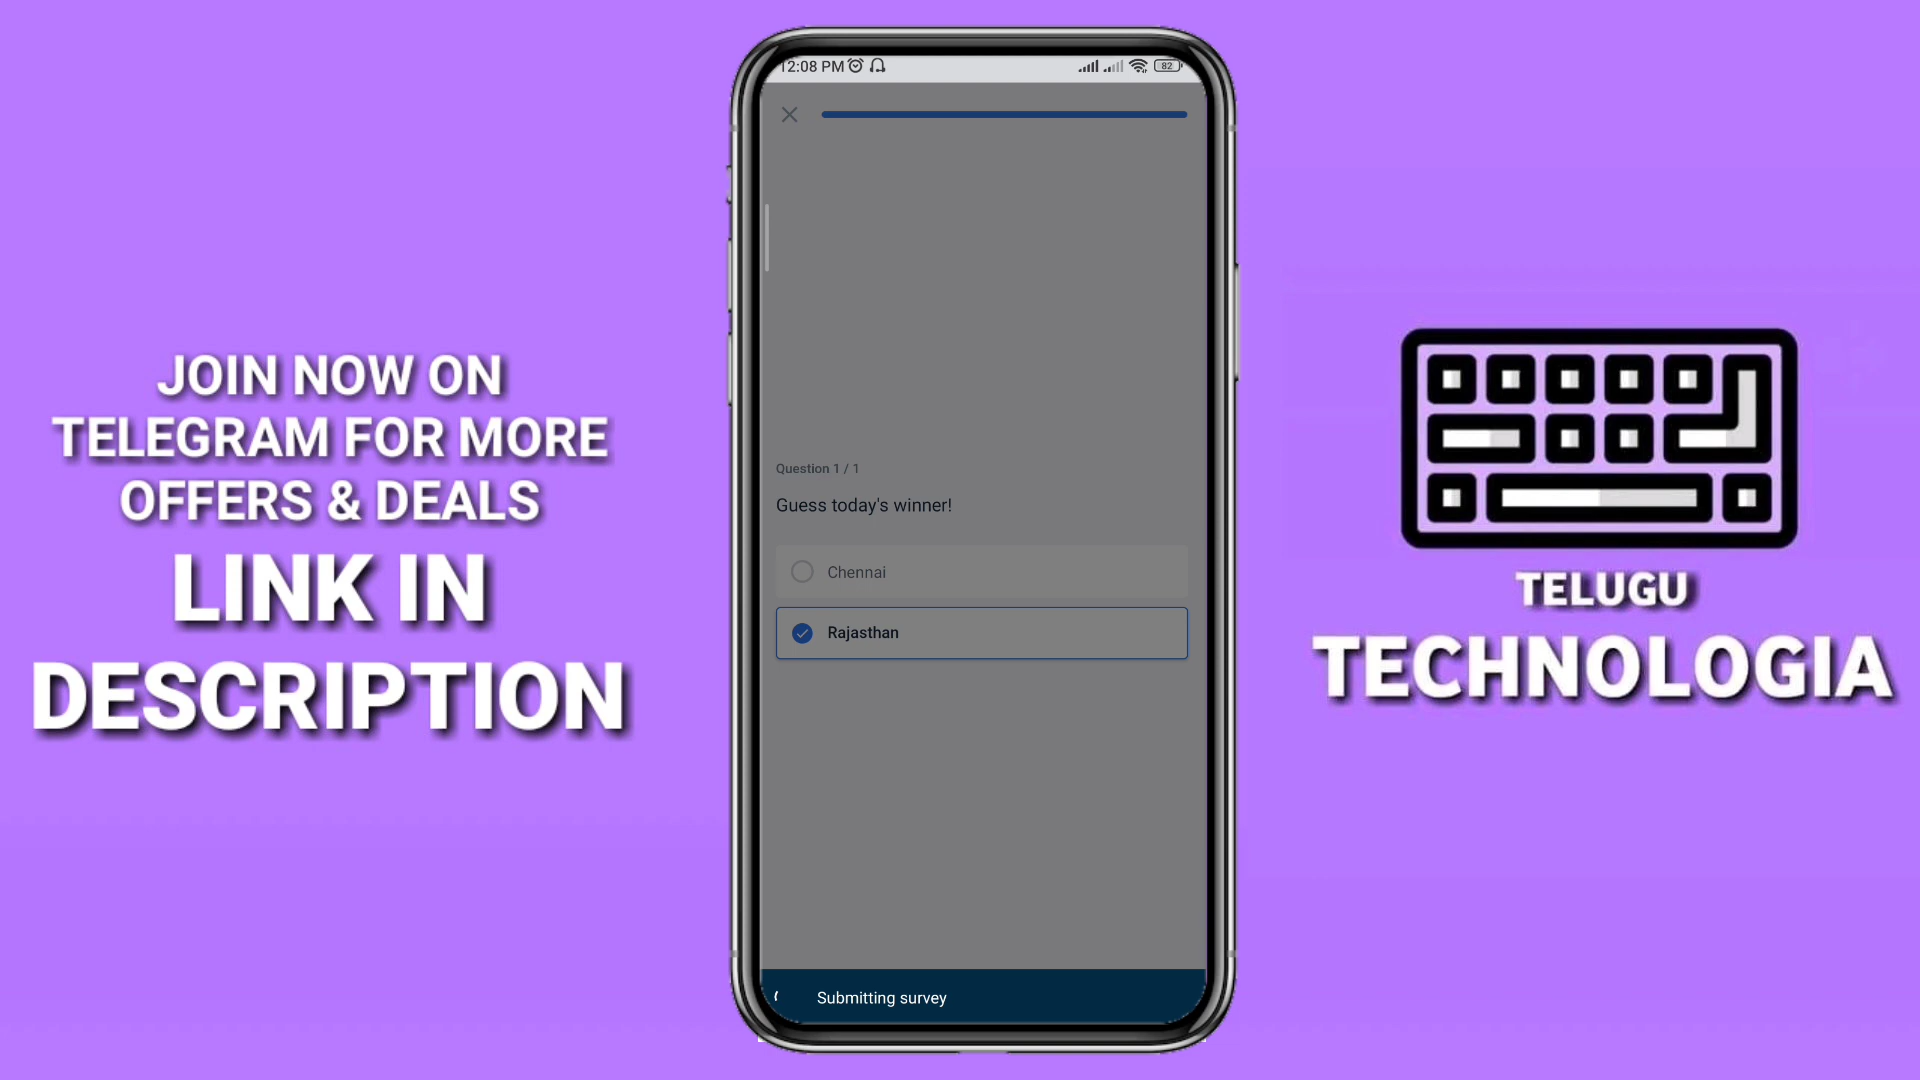 JOIN NOW ON
TELEGRAM FOR MORE
OFFERS & DEALS
LINK IN
DESCRIPTION
12:08 PM
82
Question 1 / 1
Guess today's winner!
Chennai
Rajasthan
Submitting survey
TELUGU
TECHNOLOGIA